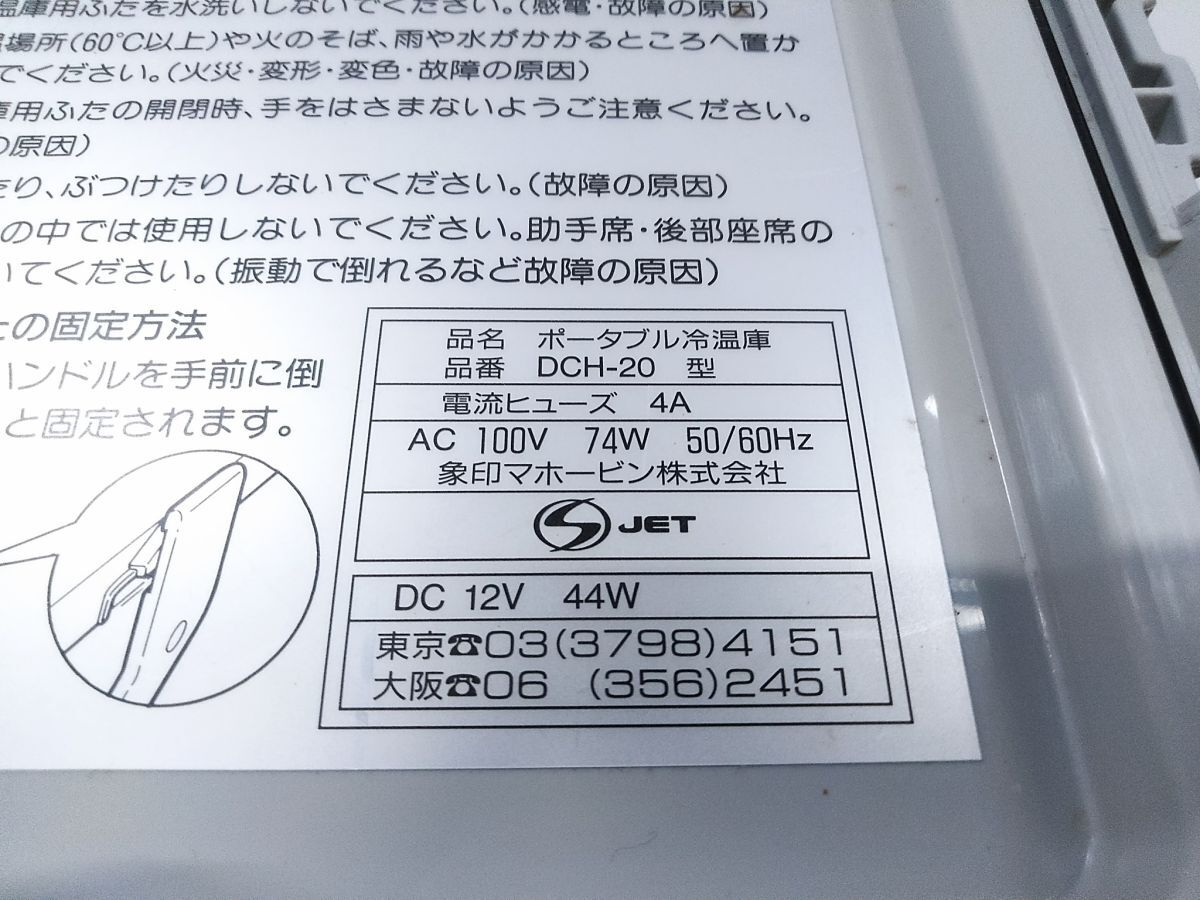 温庫用ふたを水洗いしないでください。(感電・故障の原因)
場所(60℃以上)や火のそば、雨や水がかかるところへ置か
でください。(火災・変形・変色・故障の原因)
庫用ふたの開閉時、手をはさまないようご注意ください。
の原因)
たり、ぶつけたりしないでください。(故障の原因)
の中では使用しないでください。助手席・後部座席の
いてください。(振動で倒れるなど故障の原因)
の固定方法
ハンドルを手前に倒
と固定されます。
品名 ポータブル冷温庫
品番 DCH-20 型
電流ヒューズ 4A
AC 100V 74W 50/60Hz
象印マホービン株式会社
S JET
DC 12V 44W
東京☎03(3798)4151
大阪☎06 (356)2451